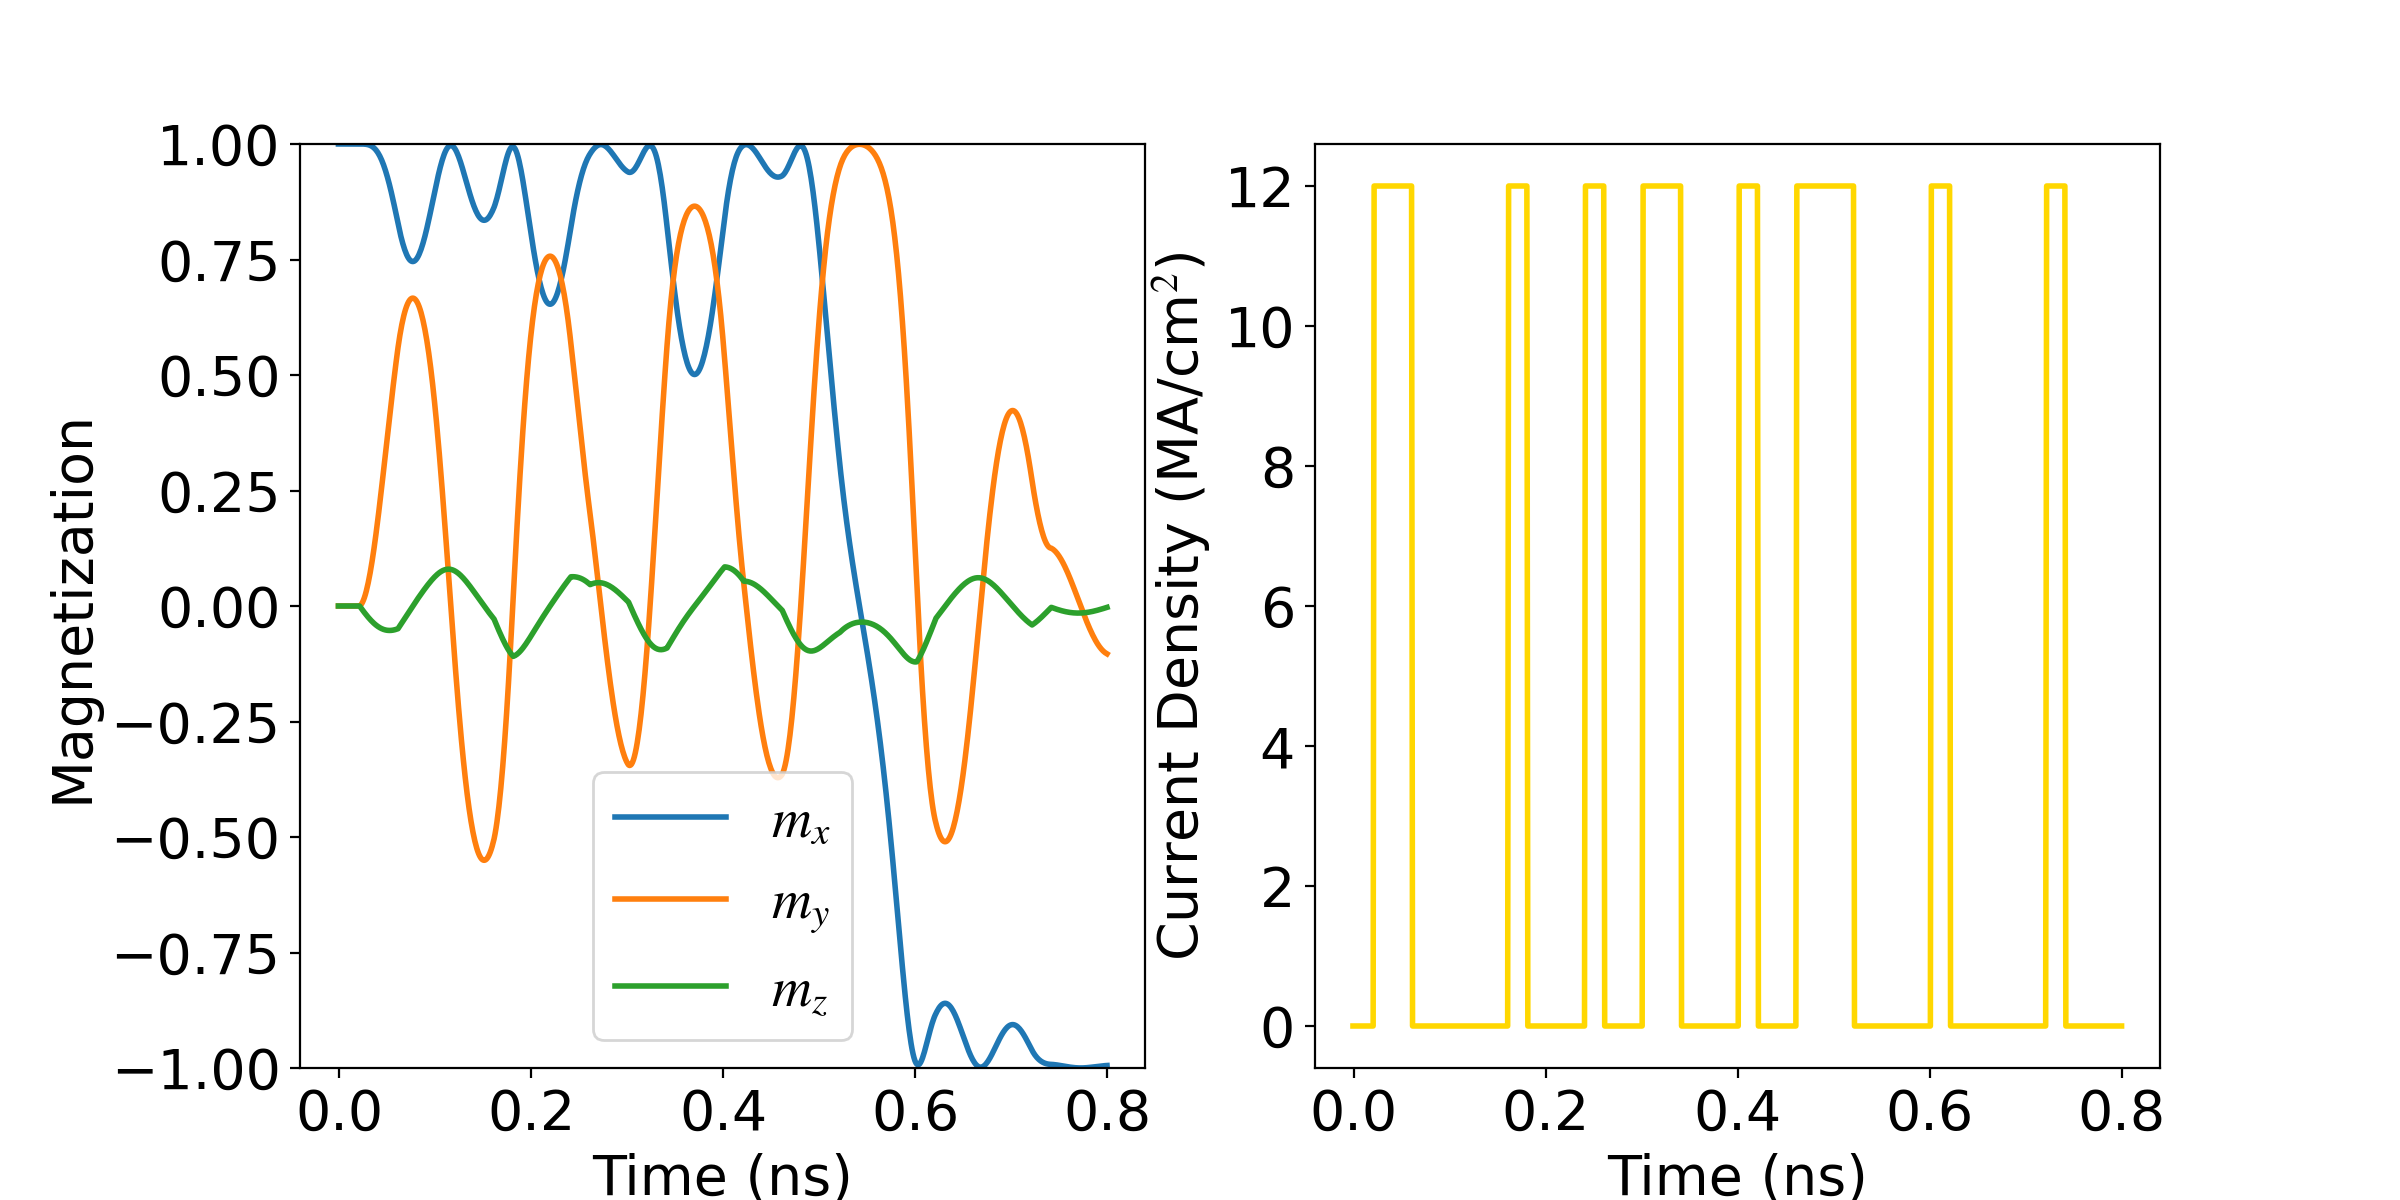 1.00
0.75
0.50
0.25
0.00
−0.25
−0.50
−0.75
−1.00
Magnetization
0.0 0.2 0.4 0.6 0.8
Time (ns)
m_x
m_y
m_z
12
10
8
6
4
2
0
Current Density (MA/cm²)
0.0 0.2 0.4 0.6 0.8
Time (ns)